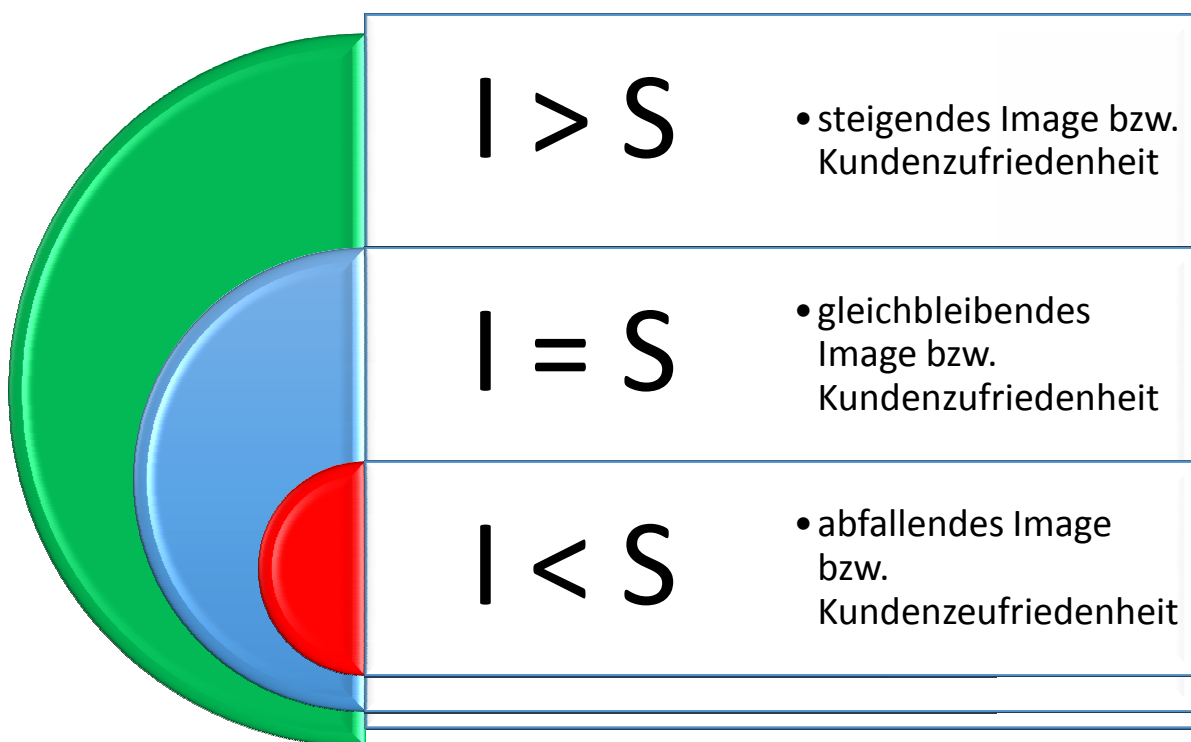 I > S
• steigendes Image bzw.
Kundenzufriedenheit
I = S
• gleichbleibendes
Image bzw.
Kundenzufriedenheit
I < S
• abfallendes Image
bzw.
Kundenzeufriedenheit